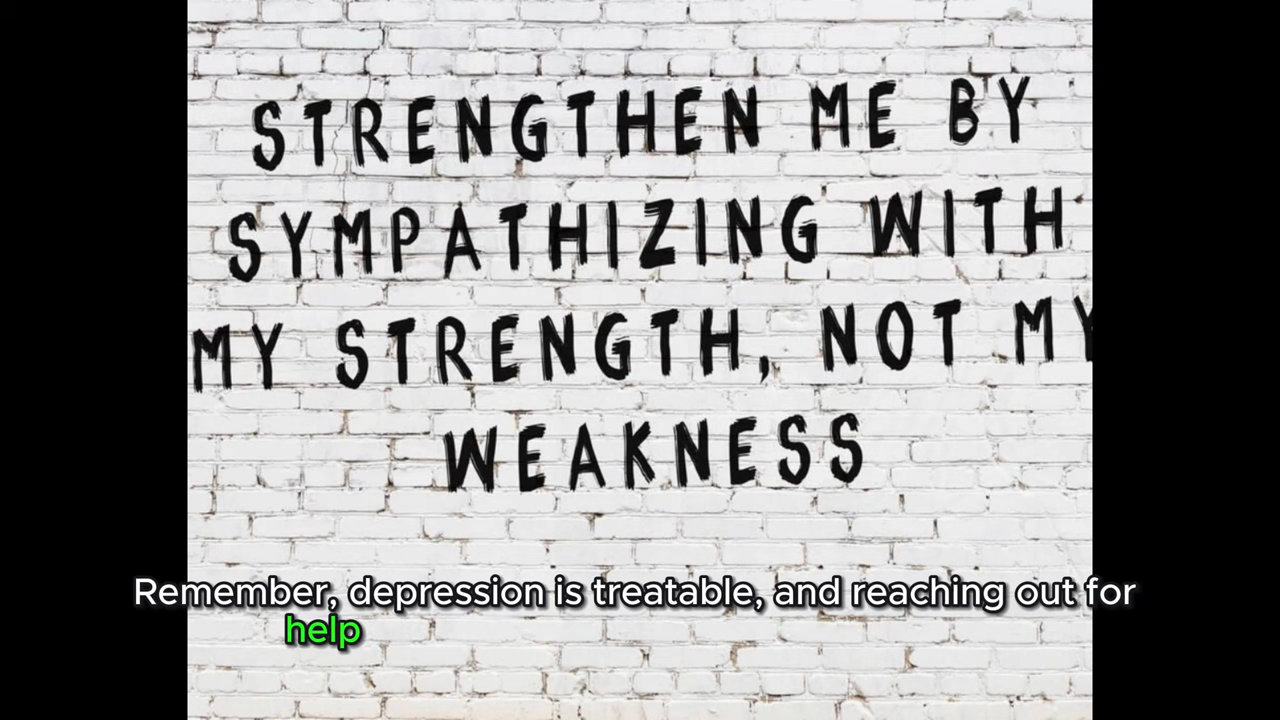 STRENGTHEN ME BY
SYMPATHIZING WITH
MY STRENGTH, NOT MY
WEAKNESS
Remember, depression is treatable, and reaching out for
help